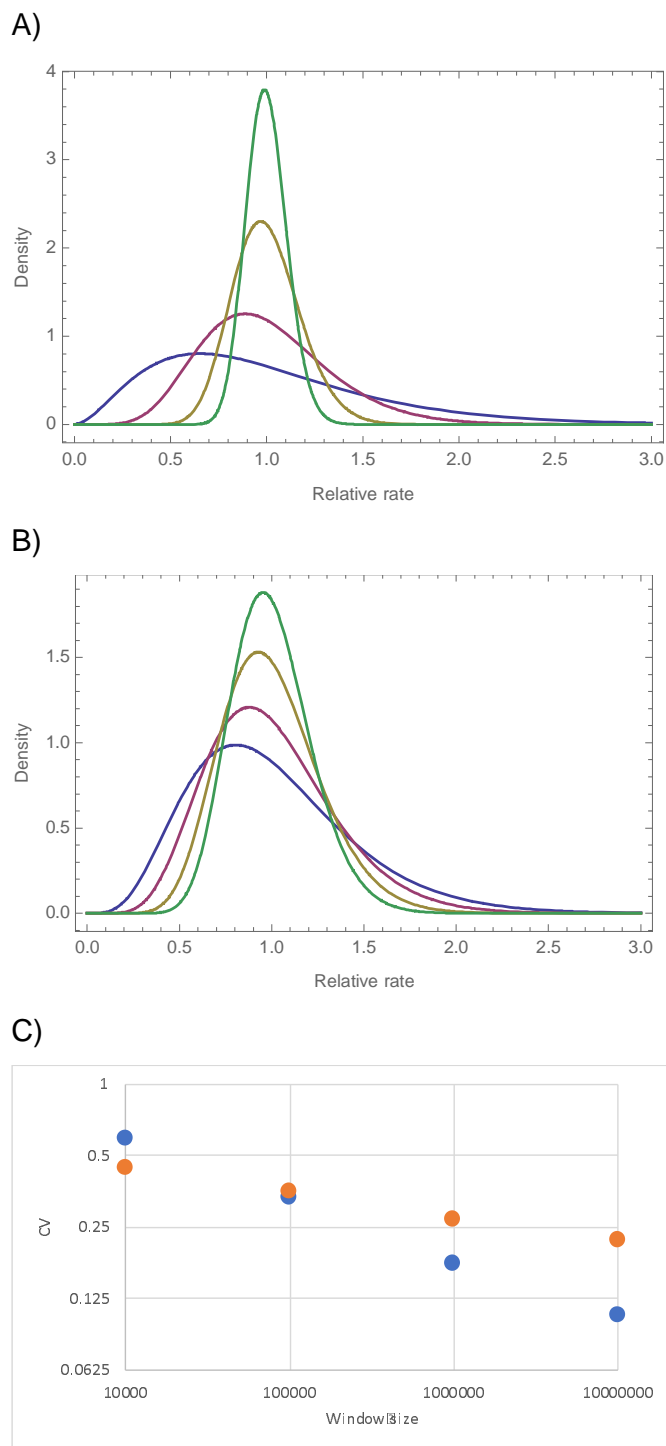 A)
4
3
2
1
0
Density
0.0 0.5 1.0 1.5 2.0 2.5 3.0
Relative rate
B)
1.5
1.0
0.5
0.0
Density
0.0 0.5 1.0 1.5 2.0 2.5 3.0
Relative rate
C)
1
0.5
0.25
0.125
0.0625
CV
10000 100000 1000000 10000000
Window size